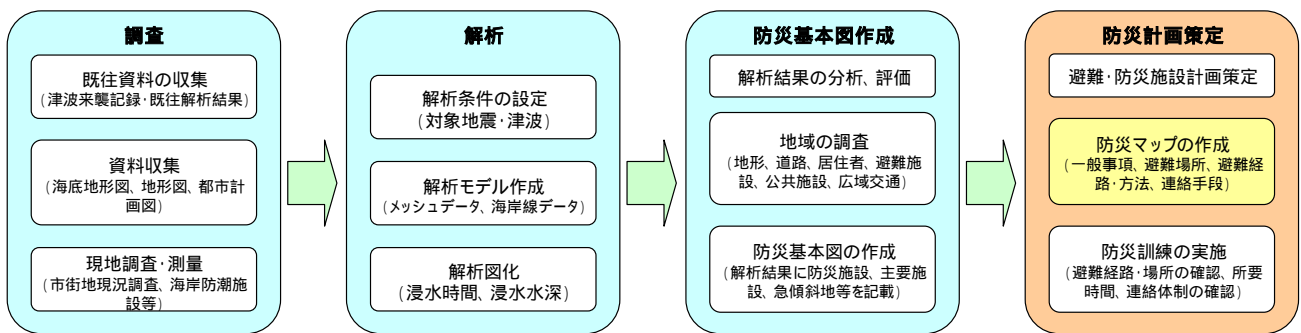 調査
既往資料の収集
(津波来襲記録･既往解析結果)
資料収集
(海底地形図、地形図、都市計
画図)
現地調査･測量
(市街地現況調査、海岸防潮施
設等)
解析
解析条件の設定
(対象地震･津波)
解析モデル作成
(メッシュデータ、海岸線データ)
解析図化
(浸水時間、浸水水深)
防災基本図作成
解析結果の分析、評価
地域の調査
(地形、道路、居住者、避難施
設、公共施設、広域交通)
防災基本図の作成
(解析結果に防災施設、主要施
設、急傾斜地等を記載)
防災計画策定
避難･防災施設計画策定
防災マップの作成
(一般事項、避難場所、避難経
路･方法、連絡手段)
防災訓練の実施
(避難経路･場所の確認、所要
時間、連絡体制の確認)